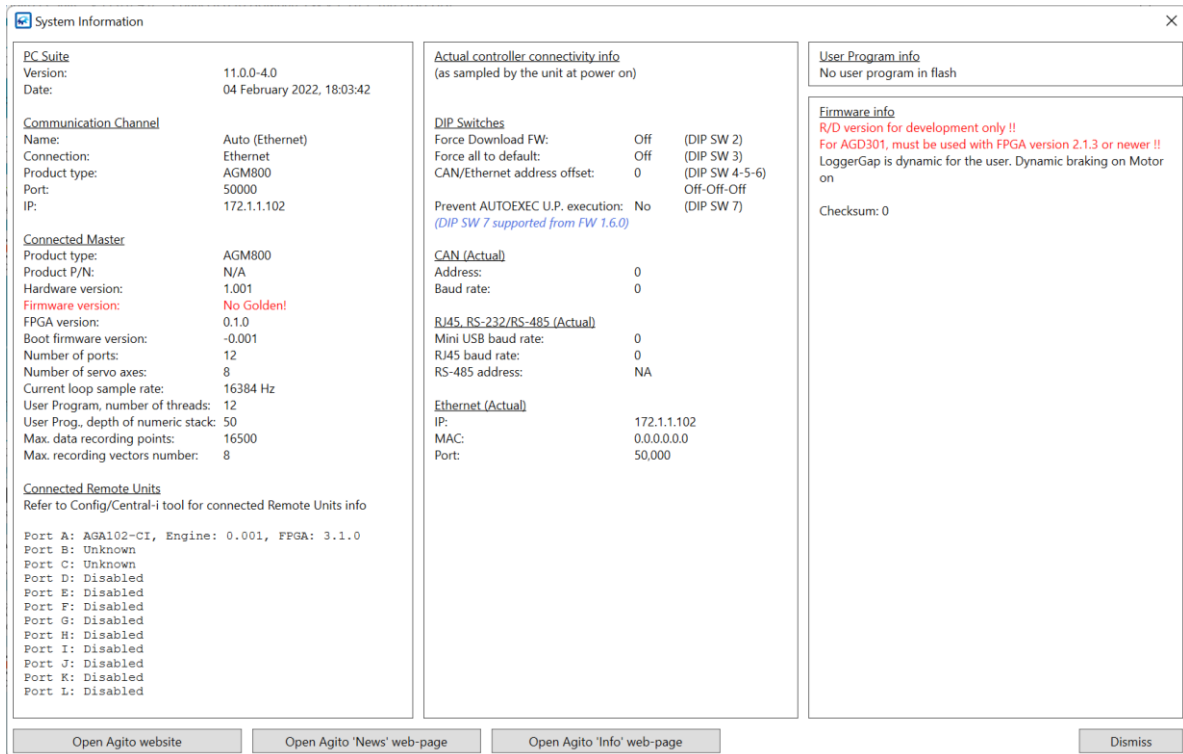 System Information
PC Suite
Version: 11.0.0-4.0
Date: 04 February 2022, 18:03:42
Communication Channel
Name: Auto (Ethernet)
Connection: Ethernet
Product type: AGM800
Port: 50000
IP: 172.1.1.102
Connected Master
Product type: AGM800
Product P/N: N/A
Hardware version: 1.001
Firmware version: No Golden!
FPGA version: 0.1.0
Boot firmware version: -0.001
Number of ports: 12
Number of servo axes: 8
Current loop sample rate: 16384 Hz
User Program, number of threads: 12
User Prog., depth of numeric stack: 50
Max. data recording points: 16500
Max. recording vectors number: 8
Connected Remote Units
Refer to Config/Central-i tool for connected Remote Units info
Port A: AGA102-CI, Engine: 0.001, FPGA: 3.1.0
Port B: Unknown
Port C: Unknown
Port D: Disabled
Port E: Disabled
Port F: Disabled
Port G: Disabled
Port H: Disabled
Port I: Disabled
Port J: Disabled
Port K: Disabled
Port L: Disabled
Actual controller connectivity info
(as sampled by the unit at power on)
DIP Switches
Force Download FW: Off (DIP SW 2)
Force all to default: Off (DIP SW 3)
CAN/Ethernet address offset: 0 (DIP SW 4-5-6)
Off-Off-Off
Prevent AUTOEXEC U.P. execution: No (DIP SW 7)
(DIP SW 7 supported from FW 1.6.0)
CAN (Actual)
Address: 0
Baud rate: 0
RJ45, RS-232/RS-485 (Actual)
Mini USB baud rate: 0
RJ45 baud rate: 0
RS-485 address: NA
Ethernet (Actual)
IP: 172.1.1.102
MAC: 0.0.0.0.0.0
Port: 50,000
User Program info
No user program in flash
Firmware info
R/D version for development only !!
For AGD301, must be used with FPGA version 2.1.3 or newer !!
LoggerGap is dynamic for the user. Dynamic braking on Motor
on
Checksum: 0
Open Agito website
Open Agito 'News' web-page
Open Agito 'Info' web-page
Dismiss